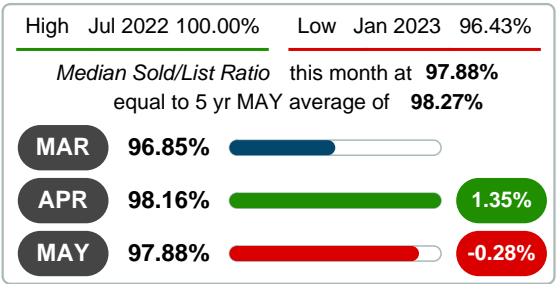 High Jul 2022 100.00% Low Jan 2023 96.43%
Median Sold/List Ratio this month at 97.88%
equal to 5 yr MAY average of 98.27%
MAR 96.85%
APR 98.16% 1.35%
MAY 97.88% -0.28%